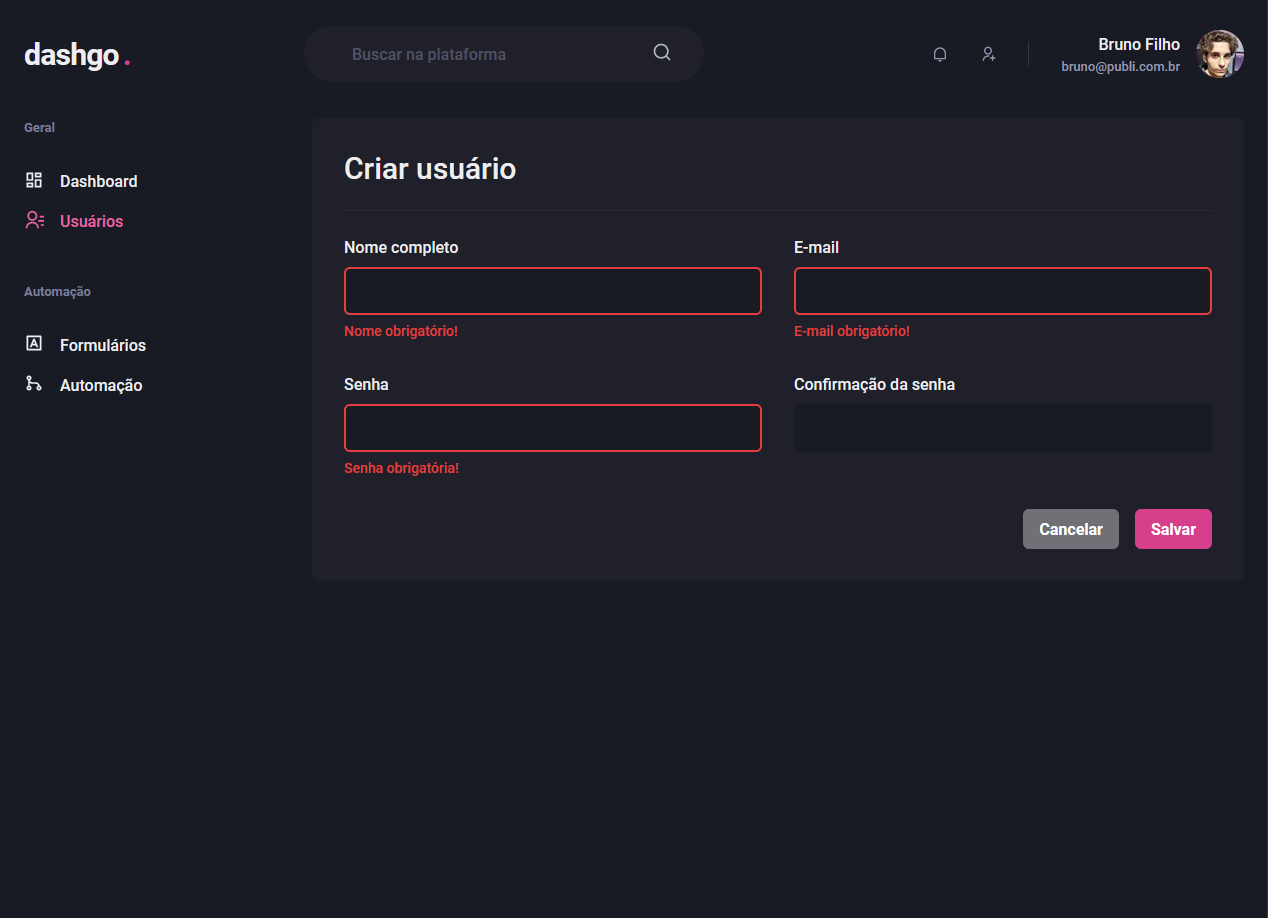 dashgo.
Buscar na plataforma
Bruno Filho
bruno@publi.com.br
Geral
Dashboard
Usuários
Automação
Formulários
Automação
Criar usuário
Nome completo
E-mail
Nome obrigatório!
E-mail obrigatório!
Senha
Confirmação da senha
Senha obrigatória!
Cancelar
Salvar